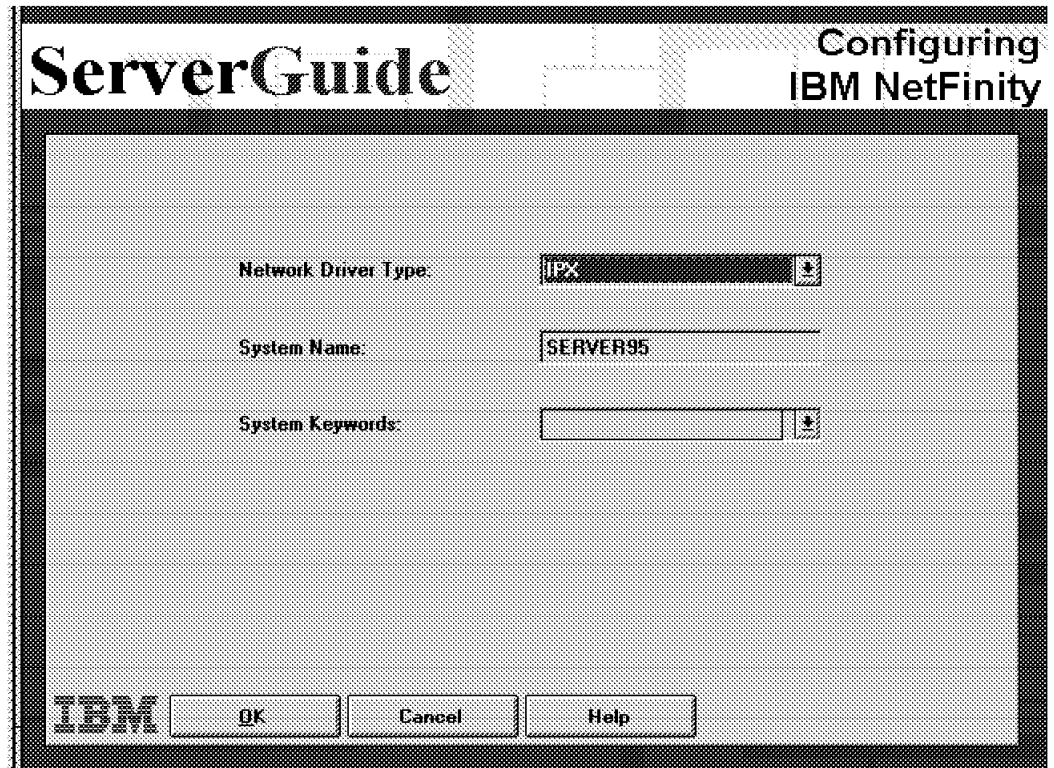 ServerGuide
Configuring
IBM NetFinity
Network Driver Type: IPX
System Name: SERVER95
System Keywords:
IBM OK Cancel Help